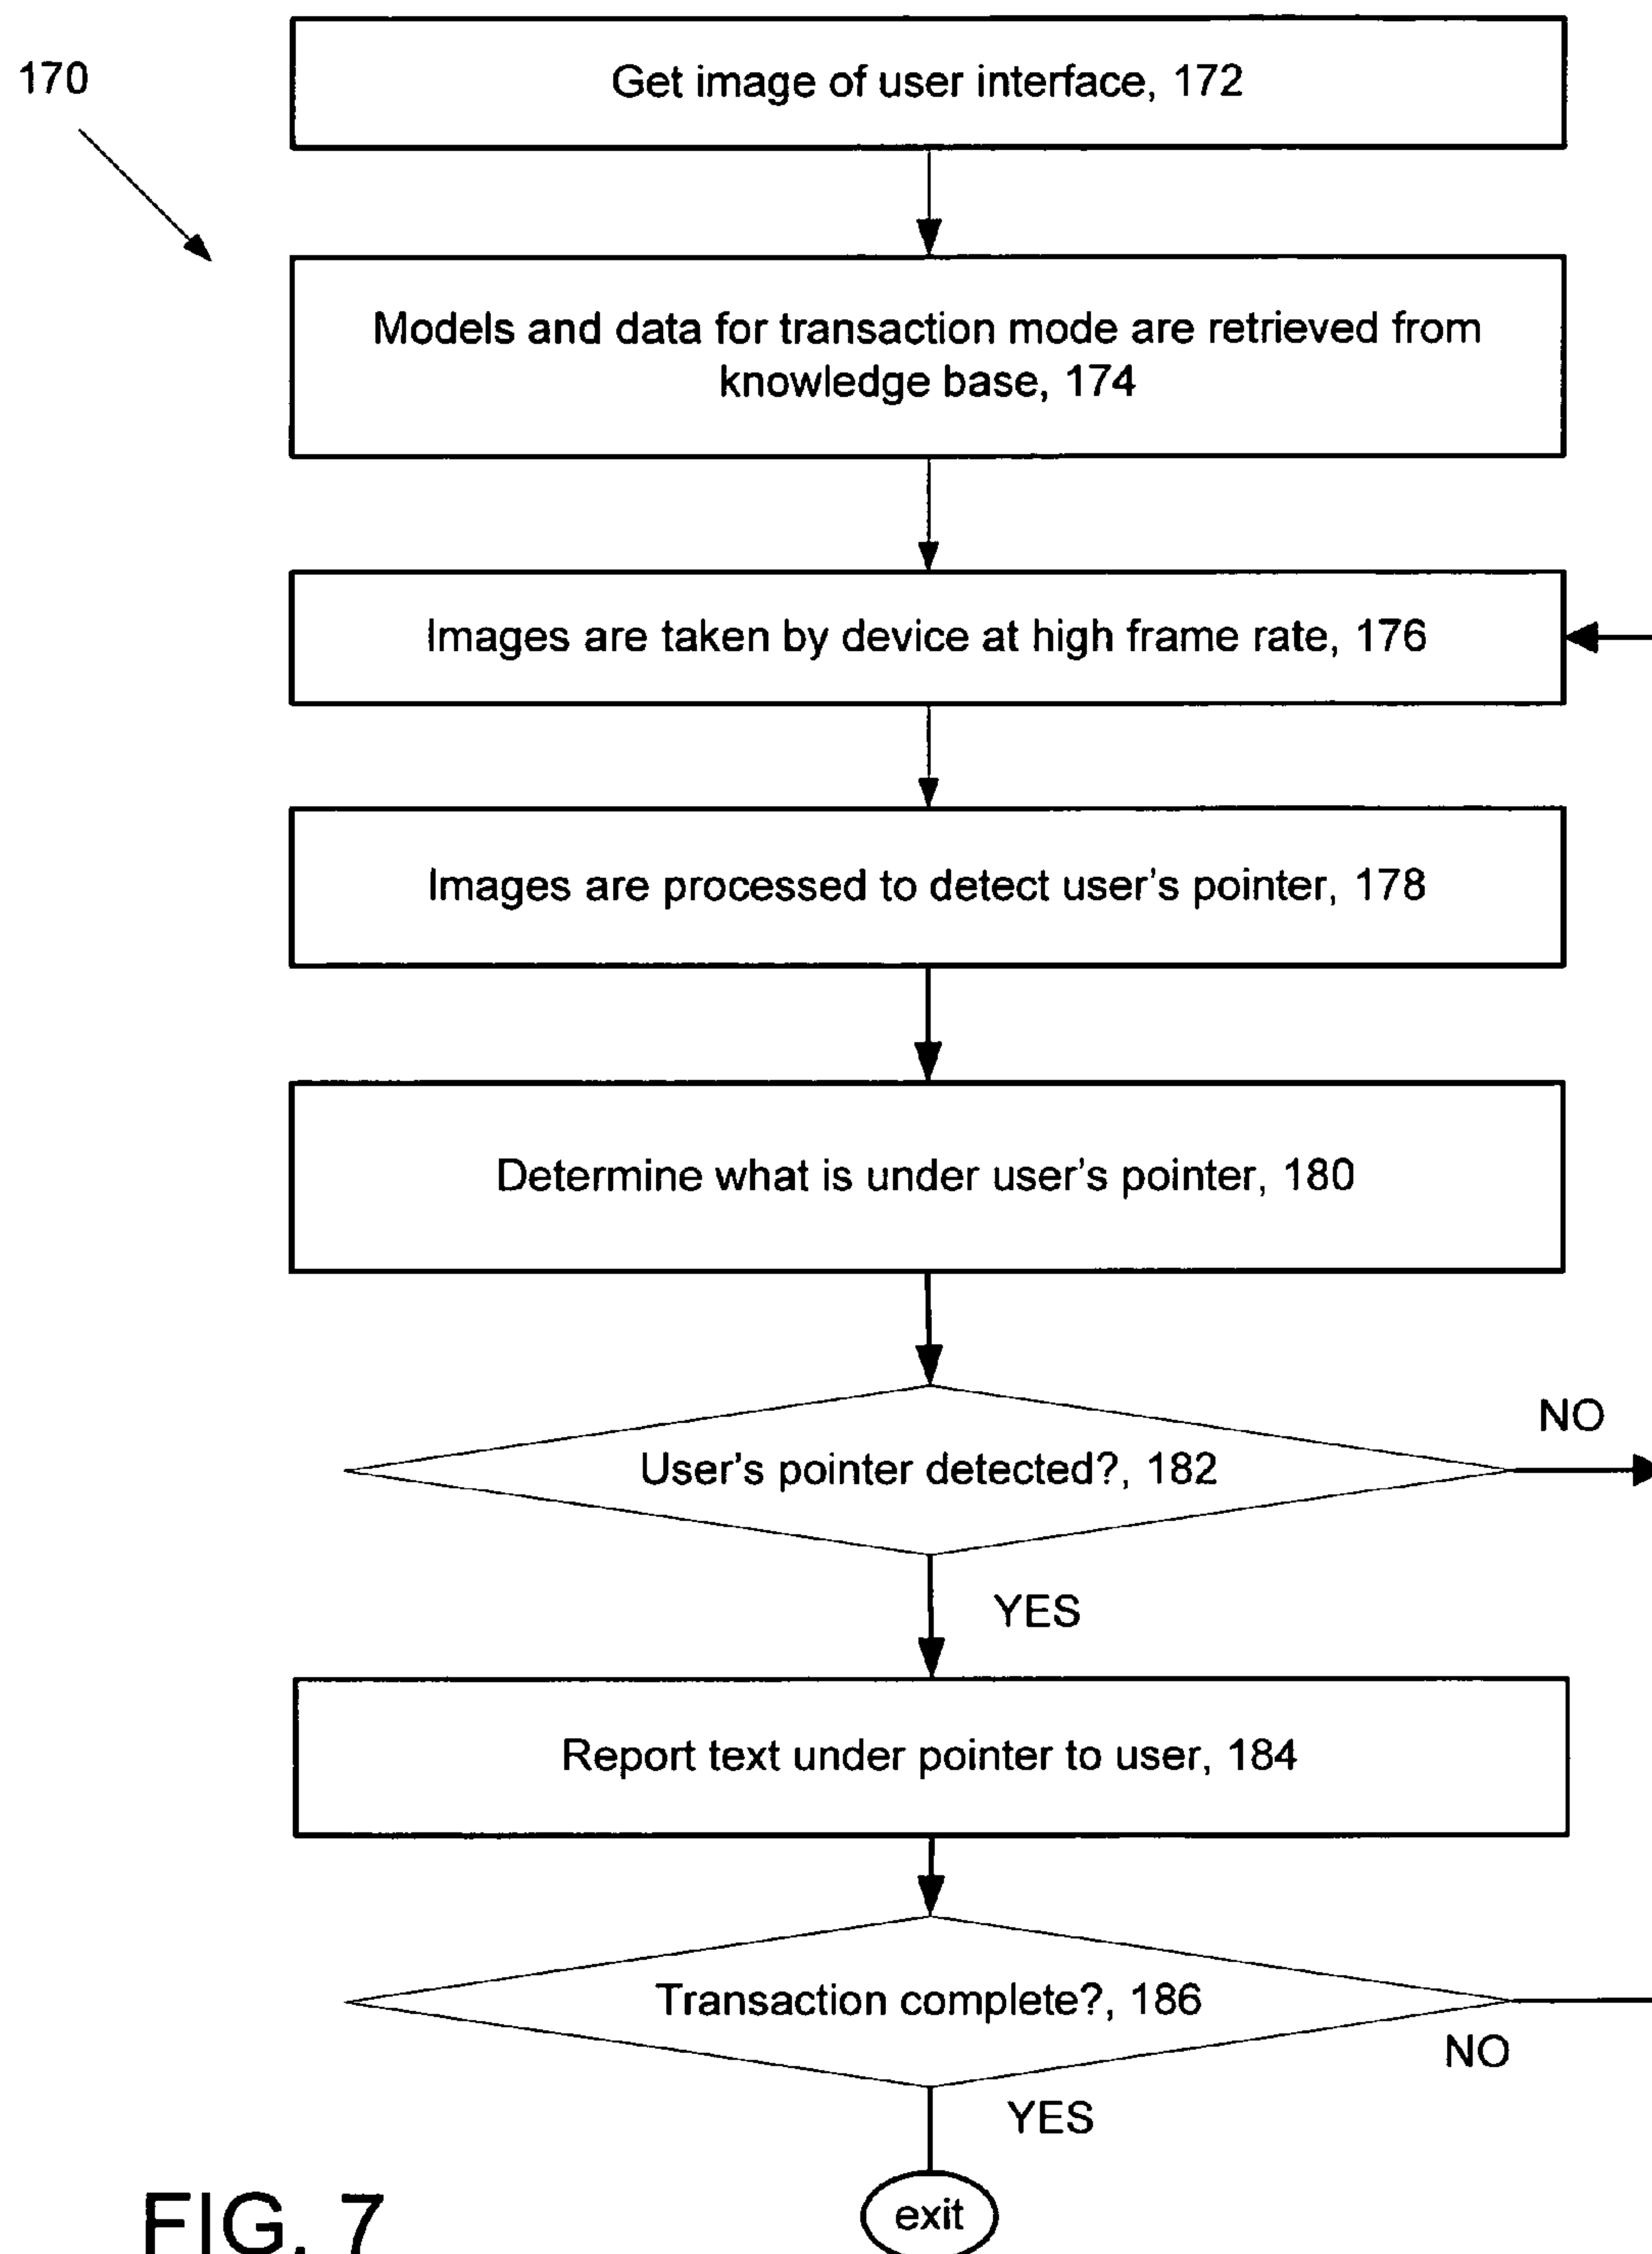 170
Get image of user interface, 172
Models and data for transaction mode are retrieved from
knowledge base, 174
Images are taken by device at high frame rate, 176
Images are processed to detect user's pointer, 178
Determine what is under user's pointer, 180
NO
User's pointer detected?, 182
YES
Report text under pointer to user, 184
Transaction complete?, 186
NO
YES
exit
FIG. 7